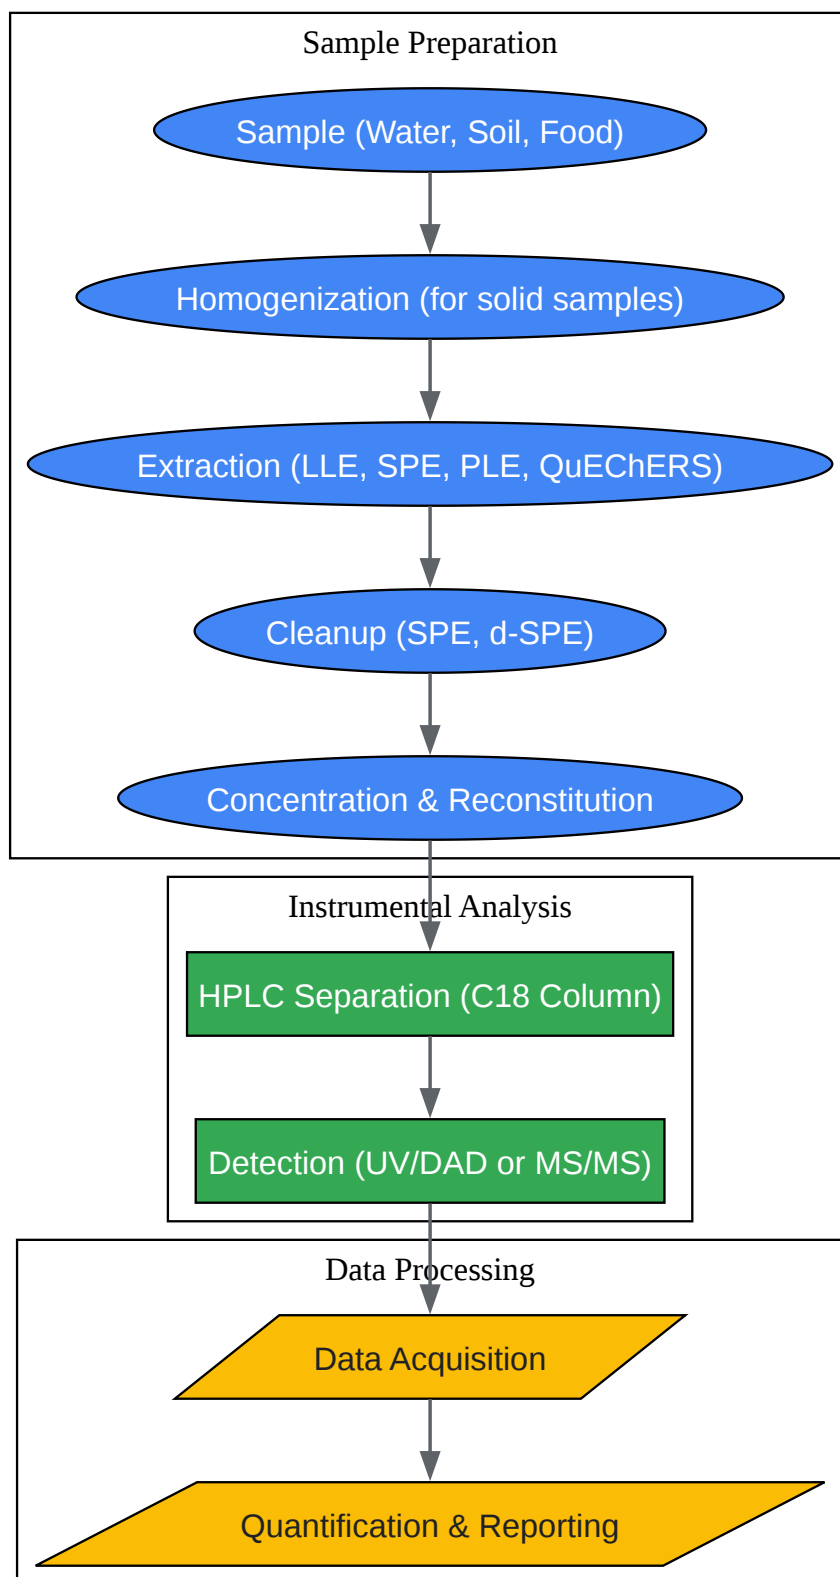 Sample Preparation
Sample (Water, Soil, Food)
Homogenization (for solid samples)
Extraction (LLE, SPE, PLE, QuEChERS)
Cleanup (SPE, d-SPE)
Concentration & Reconstitution
Instrumental Analysis
HPLC Separation (C18 Column)
Detection (UV/DAD or MS/MS)
Data Processing
Data Acquisition
Quantification & Reporting